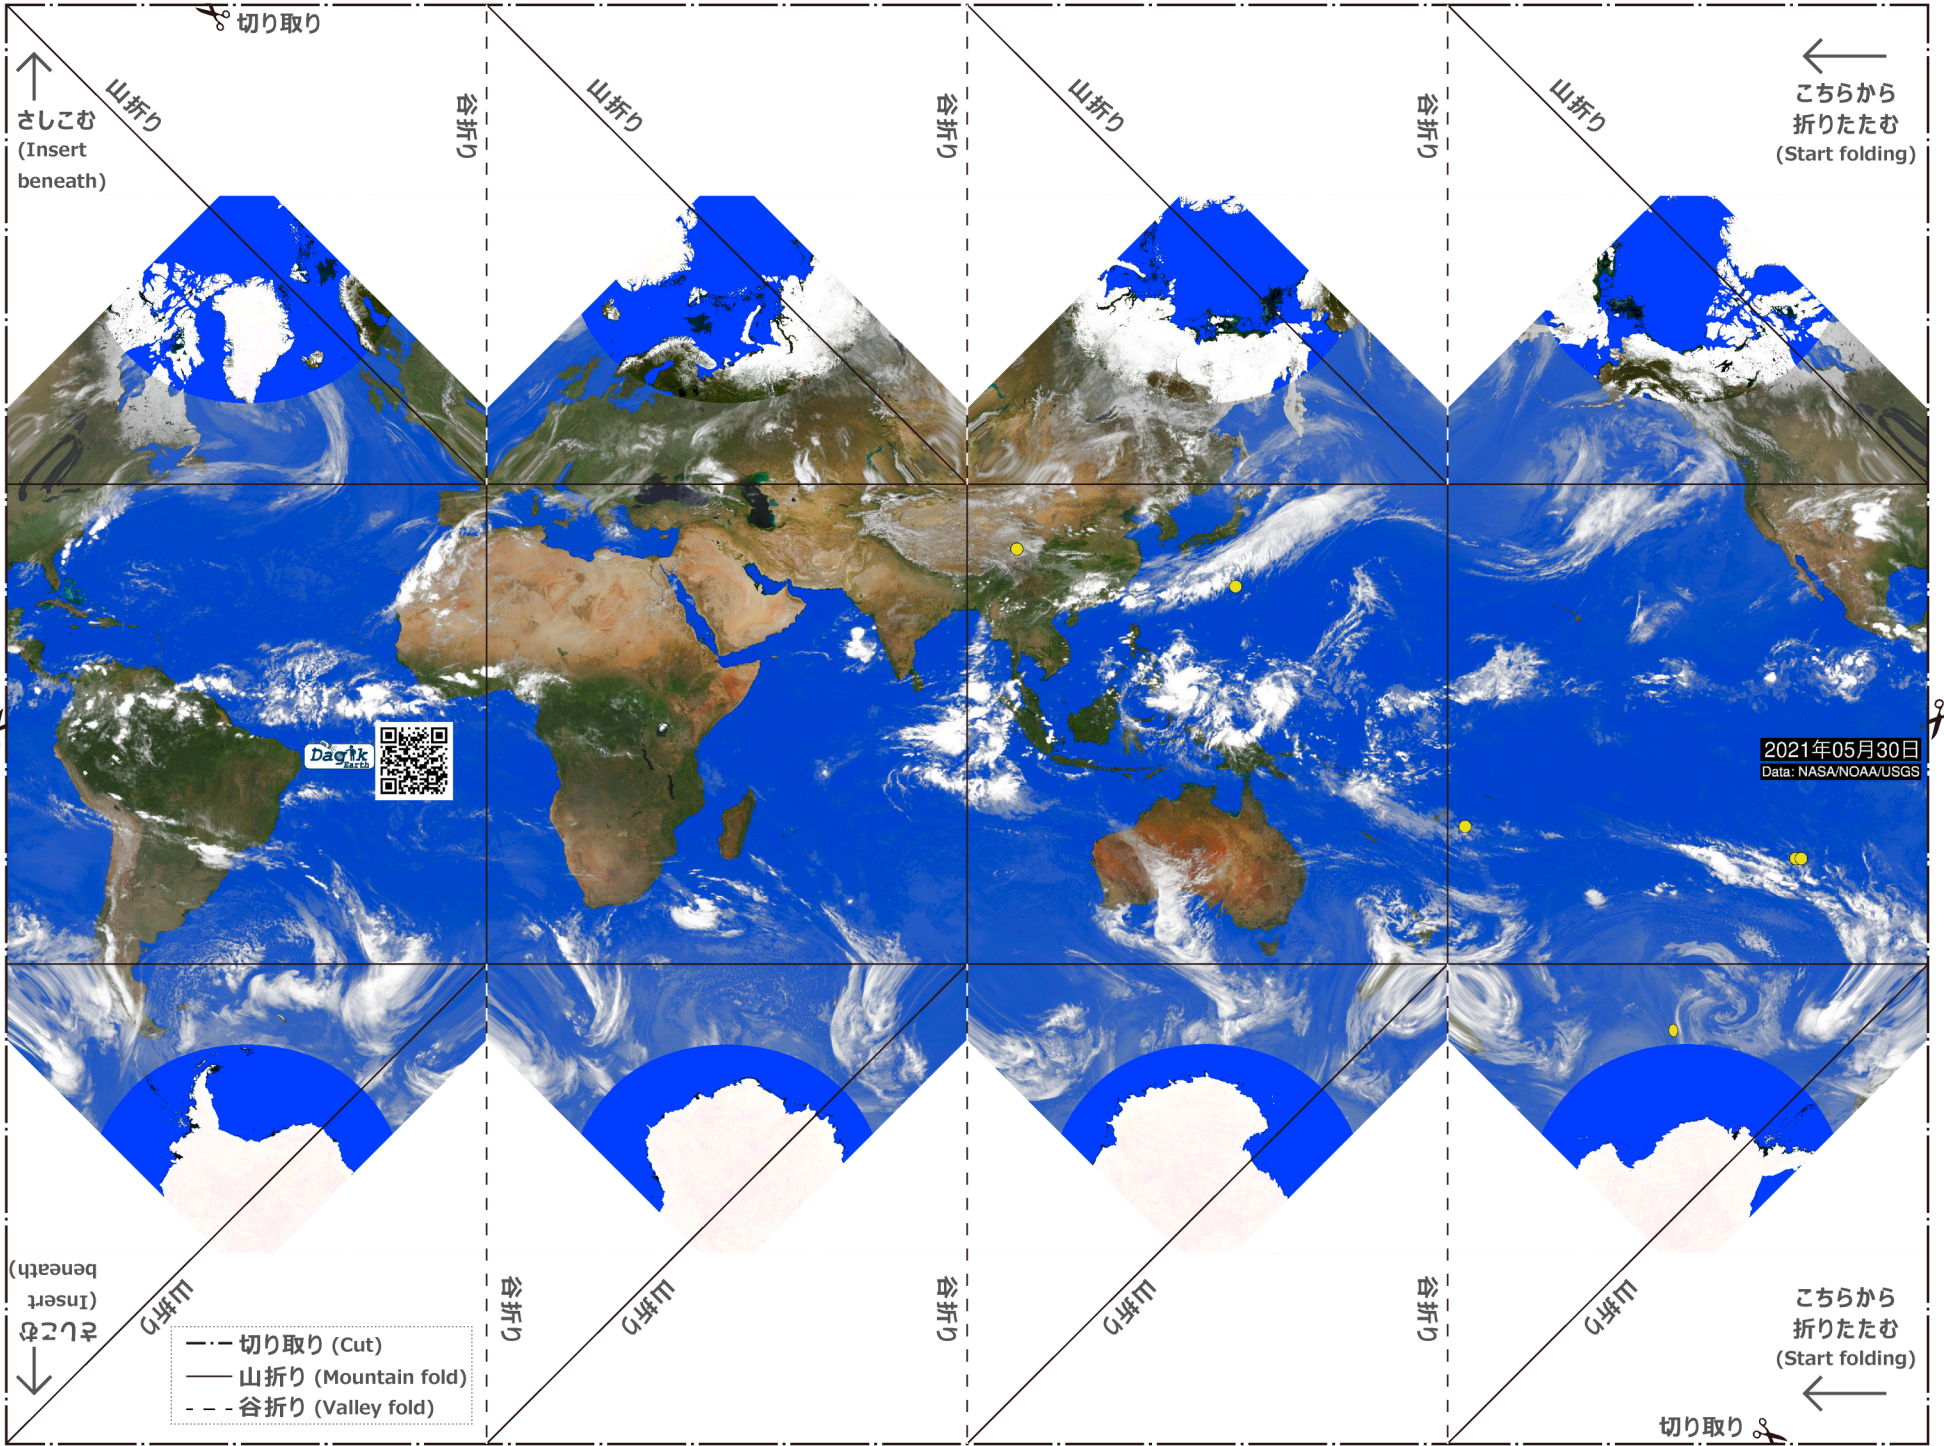 切り取り
山折り
谷折り
山折り
谷折り
山折り
谷折り
山折り
こちらから
折りたたむ
(Start folding)
さしこむ
(Insert
beneath)
Dagik
Earth
2021年05月30日
Data: NASA/NOAA/USGS
さしこむ
(Insert
beneath)
山折り
谷折り
山折り
谷折り
山折り
谷折り
山折り
こちらから
折りたたむ
(Start folding)
切り取り (Cut)
山折り (Mountain fold)
谷折り (Valley fold)
切り取り